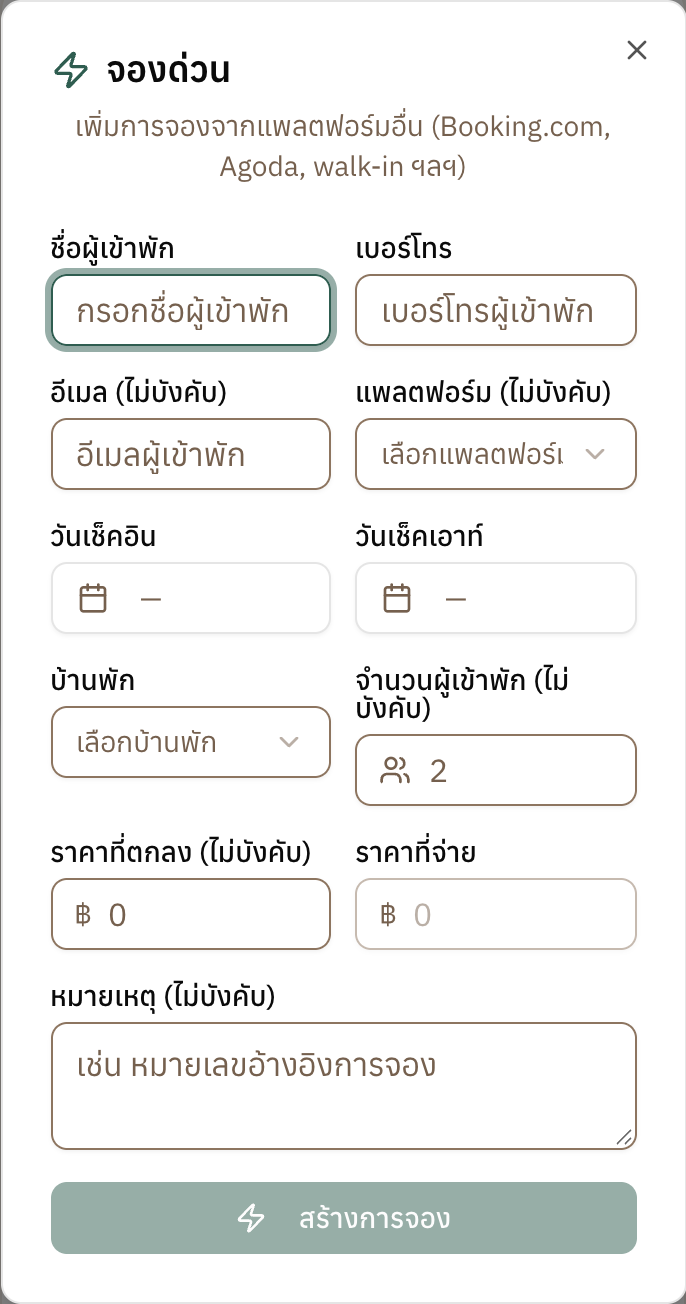 จองด่วน
เพิ่มการจองจากแพลตฟอร์มอื่น (Booking.com,
Agoda, walk-in ฯลฯ)
ชื่อผู้เข้าพัก
เบอร์โทร
กรอกชื่อผู้เข้าพัก
เบอร์โทรผู้เข้าพัก
อีเมล (ไม่บังคับ)
แพลตฟอร์ม (ไม่บังคับ)
อีเมลผู้เข้าพัก
เลือกแพลตฟอร์
วันเช็คอิน
วันเช็คเอาท์
—
—
บ้านพัก
จำนวนผู้เข้าพัก (ไม่
บังคับ)
เลือกบ้านพัก
2
ราคาที่ตกลง (ไม่บังคับ)
ราคาที่จ่าย
฿ 0
฿ 0
หมายเหตุ (ไม่บังคับ)
เช่น หมายเลขอ้างอิงการจอง
สร้างการจอง